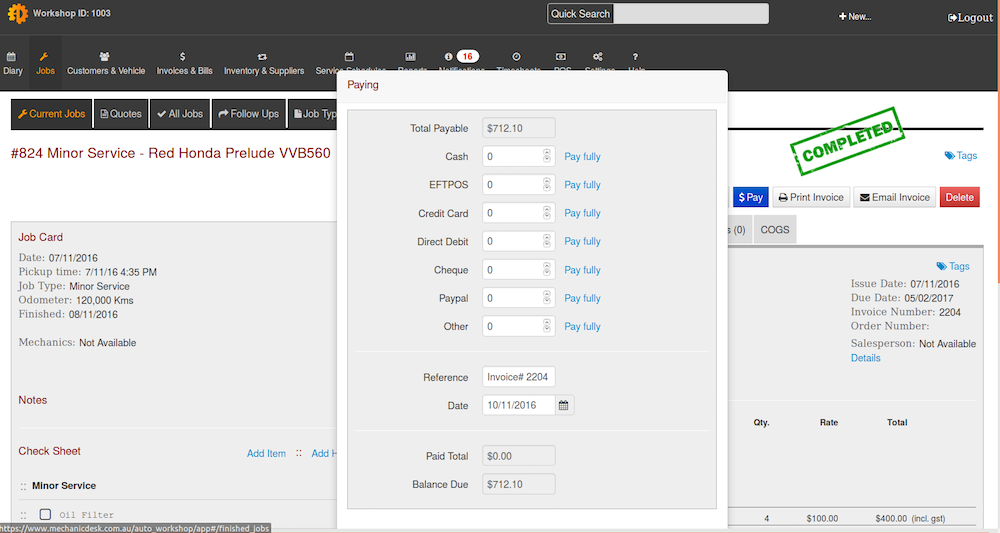 Workshop ID: 1003
Quick Search
New...
Logout
Diary
Jobs
Customers & Vehicle
Invoices & Bills
Inventory & Suppliers
Service Schedules
Reports
16
Notifications
Timesheets
POS
Settings
Help
Current Jobs
Quotes
All Jobs
Follow Ups
Job Typ
Paying
#824 Minor Service - Red Honda Prelude VVB560
COMPLETED
Tags
$ Pay
Print Invoice
Email Invoice
Delete
s (0)
COGS
Job Card
Date: 07/11/2016
Pickup time: 7/11/16 4:35 PM
Job Type: Minor Service
Odometer: 120,000 Kms
Finished: 08/11/2016
Mechanics: Not Available
Notes
Check Sheet
Add Item :: Add H
:: Minor Service
:: Oil Filter
https://www.mechanicdesk.com.au/auto_workshop/app#/finished_jobs
Total Payable $712.10
Cash 0 Pay fully
EFTPOS 0 Pay fully
Credit Card 0 Pay fully
Direct Debit 0 Pay fully
Cheque 0 Pay fully
Paypal 0 Pay fully
Other 0 Pay fully
Reference Invoice# 2204
Date 10/11/2016
Paid Total $0.00
Balance Due $712.10
Tags
Issue Date: 07/11/2016
Due Date: 05/02/2017
Invoice Number: 2204
Order Number:
Salesperson: Not Available
Details
Qty. Rate Total
4 $100.00 $400.00 (incl. gst)